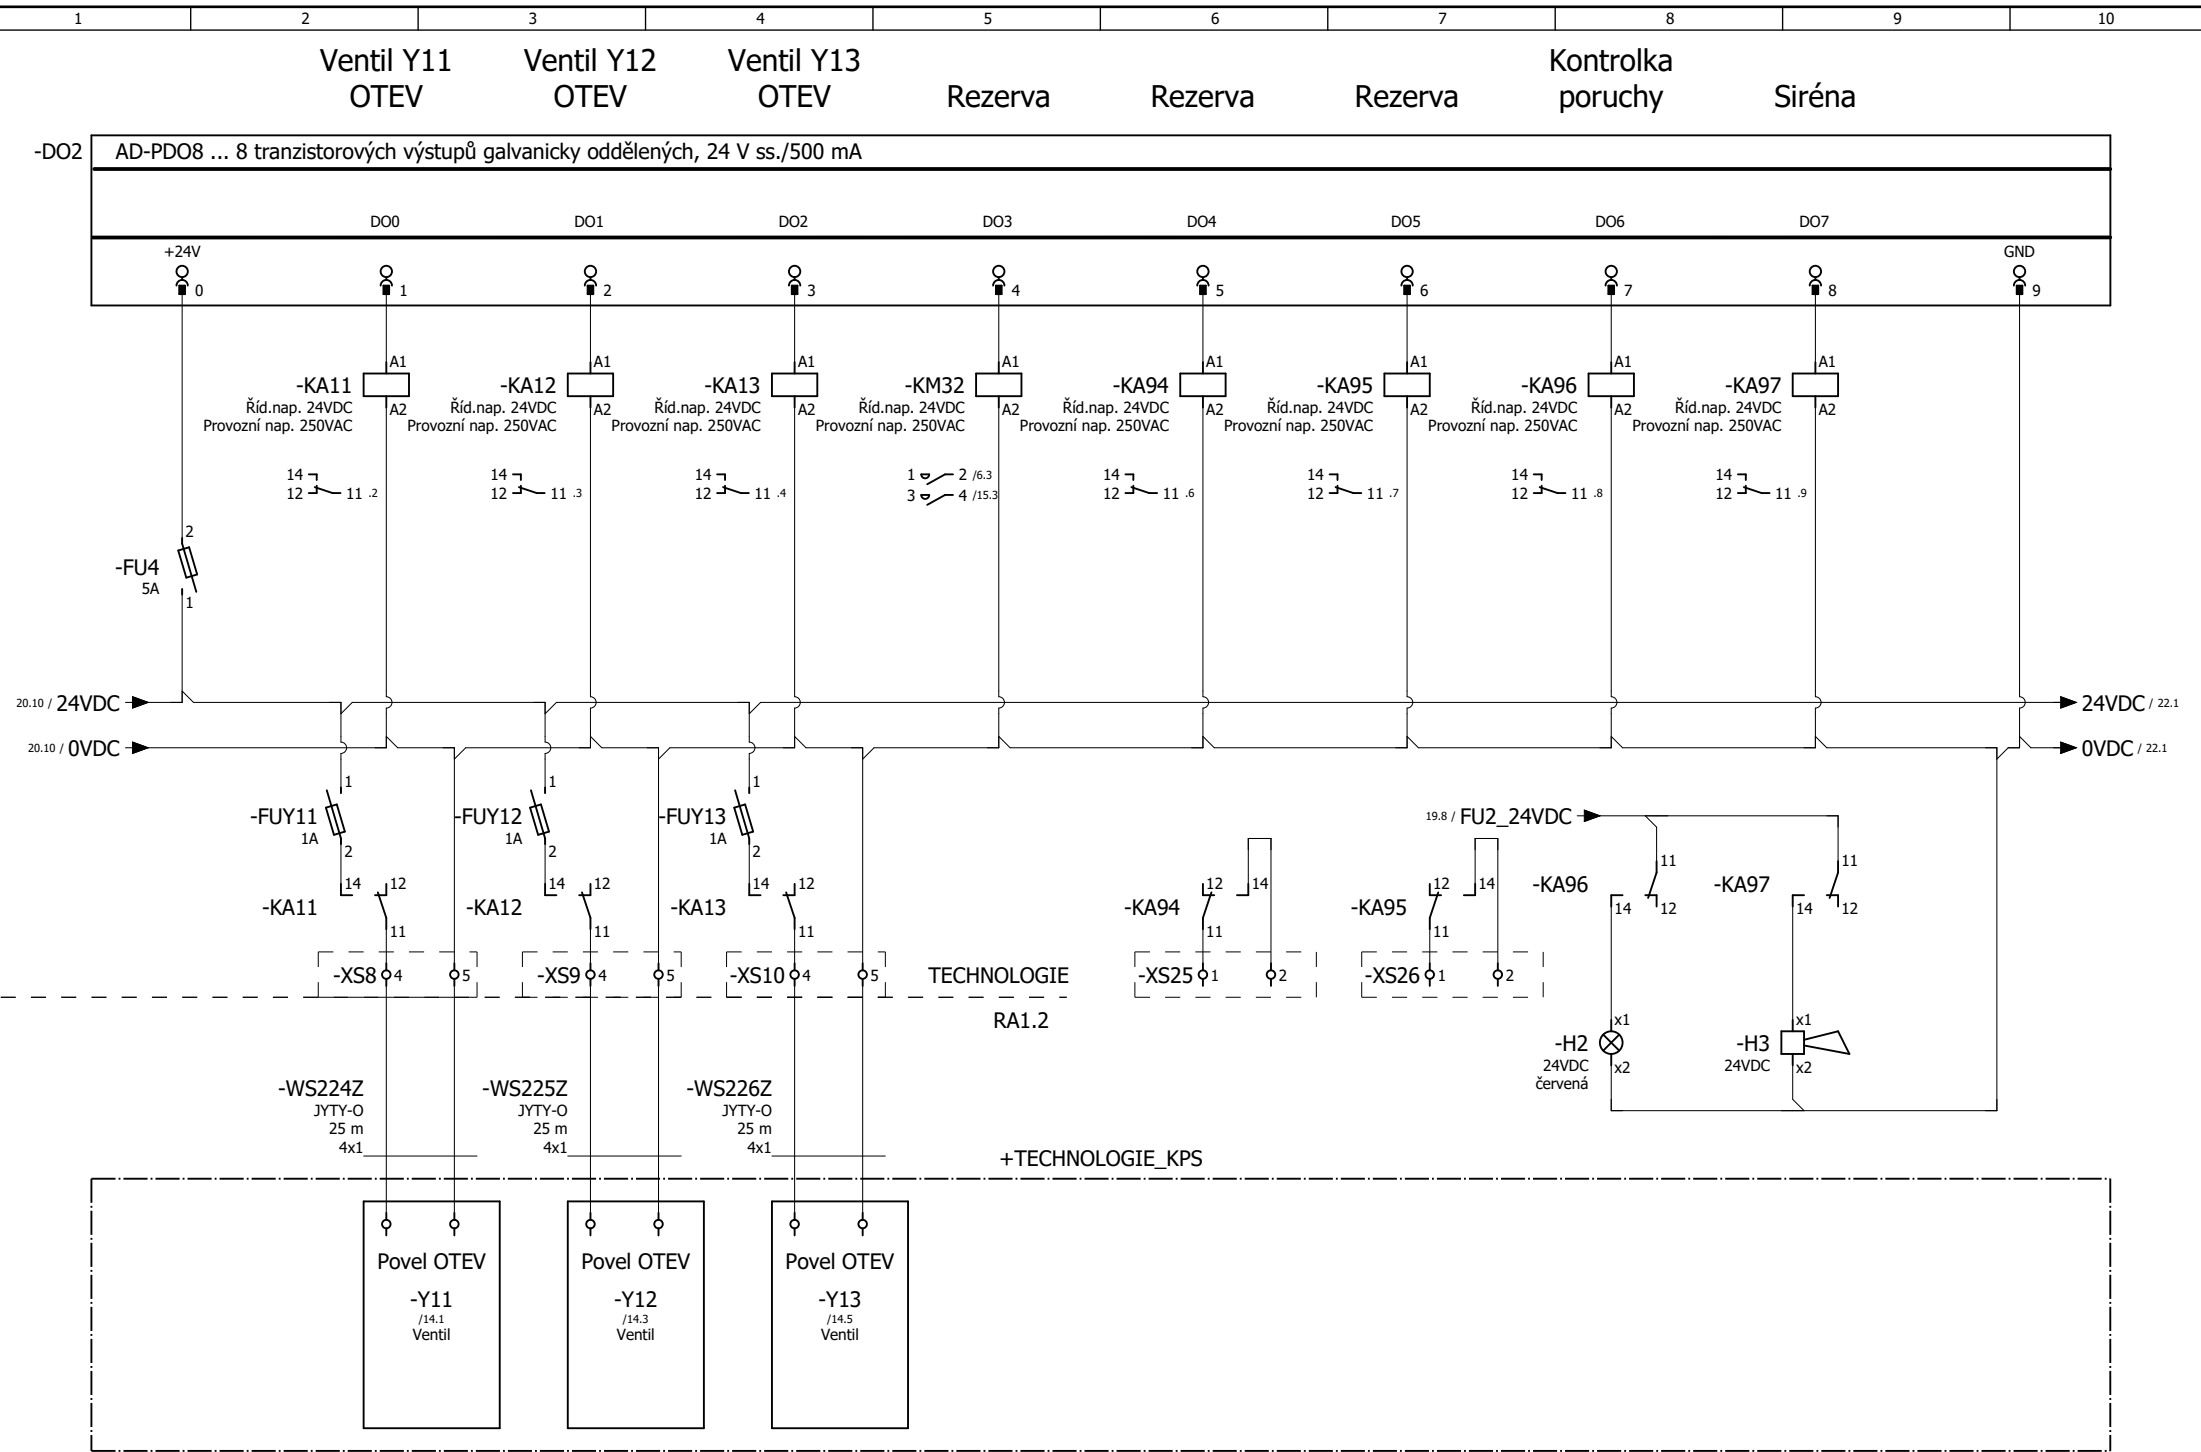 1 2 3 4 5 6 7 8 9 10
Ventil Y11 Ventil Y12 Ventil Y13 Kontrolka
OTEV OTEV OTEV Rezerva Rezerva Rezerva poruchy Siréna
-DO2 AD-PDO8 ... 8 tranzistorových výstupů galvanicky oddělených, 24 V ss./500 mA
DO0 DO1 DO2 DO3 DO4 DO5 DO6 DO7
+24V GND
0 1 2 3 4 5 6 7 8 9
A1 A1 A1 A1 A1 A1 A1 A1
-KA11 -KA12 -KA13 -KM32 -KA94 -KA95 -KA96 -KA97
Říd.nap. 24VDC A2 Říd.nap. 24VDC A2 Říd.nap. 24VDC A2 Říd.nap. 24VDC A2 Říd.nap. 24VDC A2 Říd.nap. 24VDC A2 Říd.nap. 24VDC A2 Říd.nap. 24VDC A2
Provozní nap. 250VAC Provozní nap. 250VAC Provozní nap. 250VAC Provozní nap. 250VAC Provozní nap. 250VAC Provozní nap. 250VAC Provozní nap. 250VAC Provozní nap. 250VAC
14 14 14 1 2 /6.3 14 14 14 14
12 11 .2 12 11 .3 12 11 .4 3 4 /15.3 12 11 .6 12 11 .7 12 11 .8 12 11 .9
2
-FU4
5A
1
20.10 / 24VDC 24VDC / 22.1
20.10 / 0VDC 0VDC / 22.1
1 1 1
-FUY11 -FUY12 -FUY13 19.8 / FU2_24VDC
1A 1A 1A
2 2 2 11 11
14 12 14 12 14 12 12 14 12 14 -KA96 -KA97
-KA11 -KA12 -KA13 -KA94 -KA95 14 12 14 12
11 11 11 11 11
-XS8 4 5 -XS9 4 5 -XS10 4 5 TECHNOLOGIE -XS25 1 2 -XS26 1 2
RA1.2 x1 x1
-H2 -H3
24VDC x2 24VDC x2
červená
-WS224Z -WS225Z -WS226Z
JYTY-O JYTY-O JYTY-O
25 m 25 m 25 m
4x1 4x1 4x1
+TECHNOLOGIE_KPS
Povel OTEV Povel OTEV Povel OTEV
-Y11 -Y12 -Y13
/14.1 /14.3 /14.5
Ventil Ventil Ventil